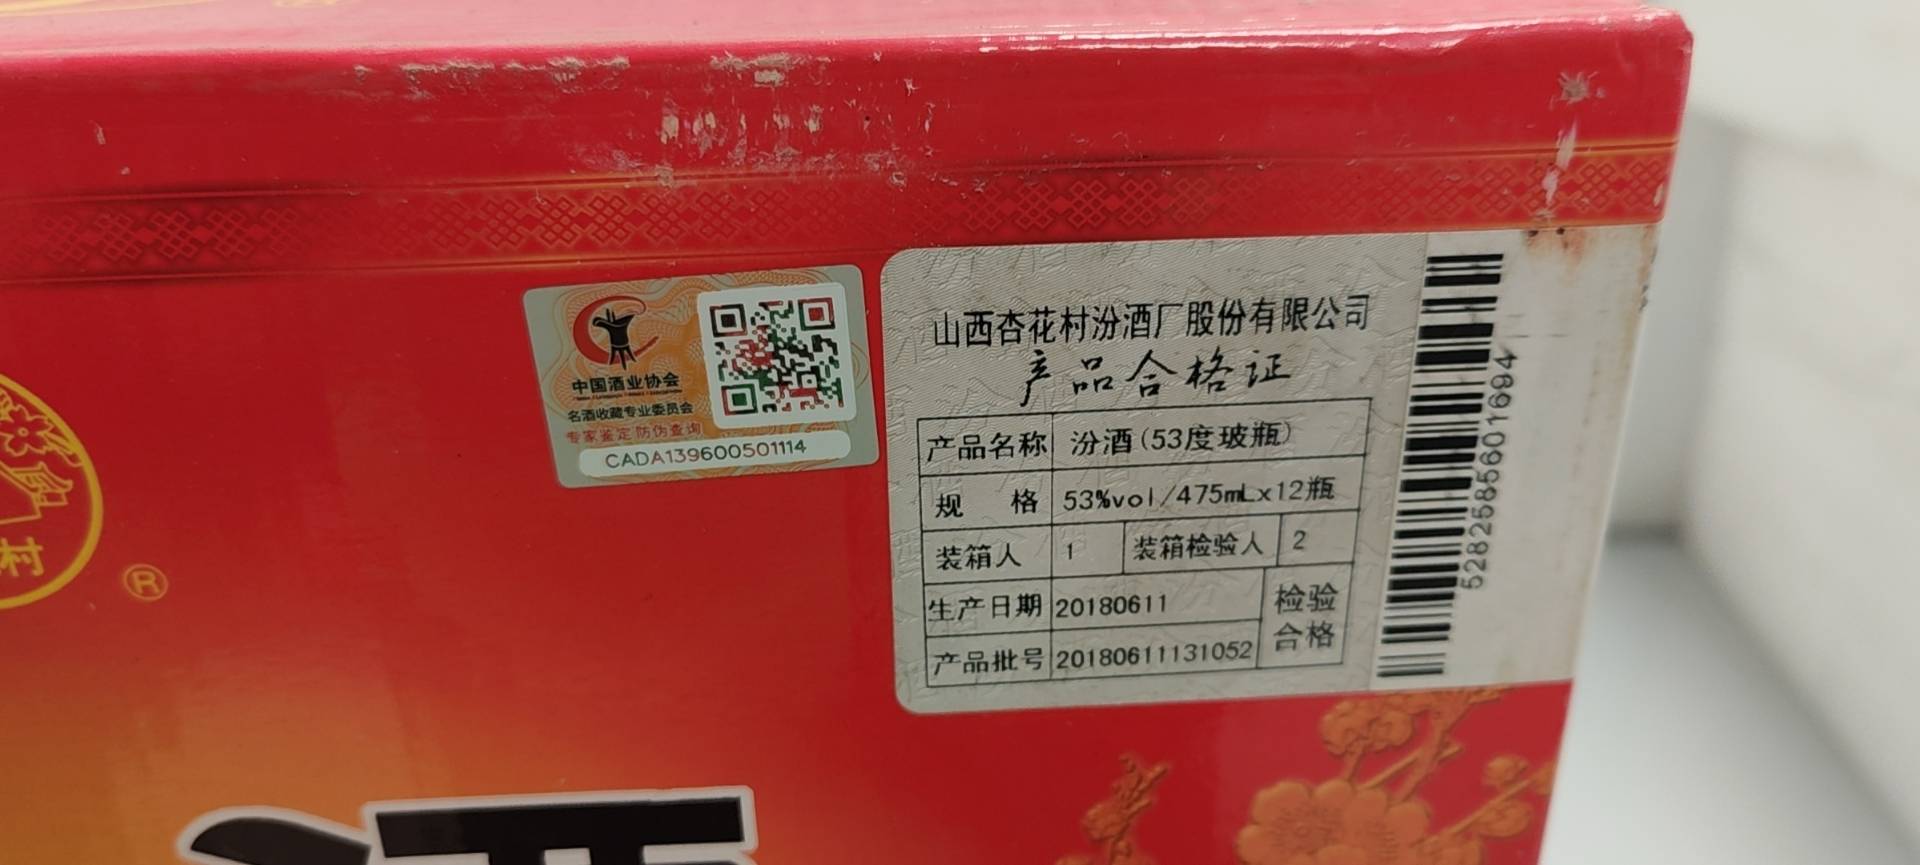 中国酒业协会
名酒收藏专业委员会
专家鉴定 防伪查询
CADA139600501114
山西杏花村汾酒厂股份有限公司
产品合格证
产品名称 汾酒(53度玻瓶)
规 格 53%vol/475mLx12瓶
装箱人 1 装箱检验人 2
生产日期 20180611 检验
产品批号 20180611131052 合格
5282585601694
村
®